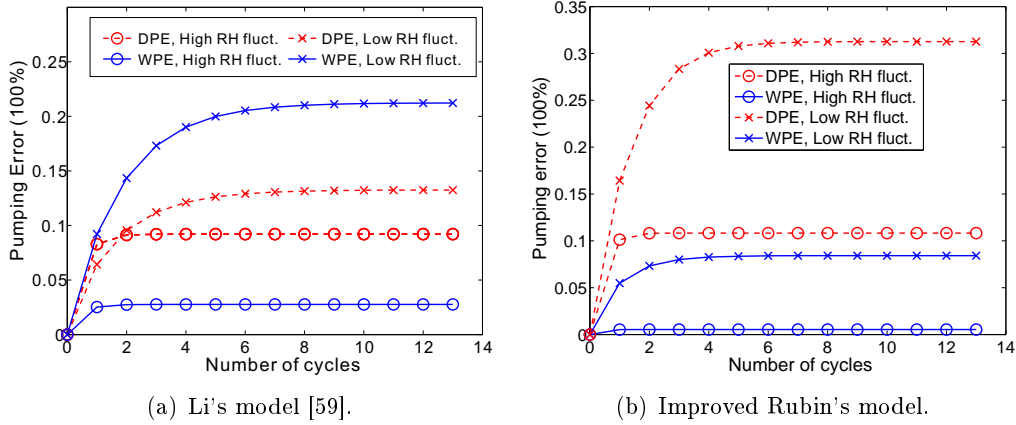 DPE, High RH fluct.
DPE, Low RH fluct.
WPE, High RH fluct.
WPE, Low RH fluct.
0.25
0.2
0.15
0.1
0.05
0
0 2 4 6 8 10 12 14
Pumping Error (100%)
Number of cycles
(a) Li's model [59].
0.35
0.3
0.25
0.2
0.15
0.1
0.05
0
0 2 4 6 8 10 12 14
Pumping error (100%)
DPE, High RH fluct.
WPE, High RH fluct.
DPE, Low RH fluct.
WPE, Low RH fluct.
Number of cycles
(b) Improved Rubin's model.